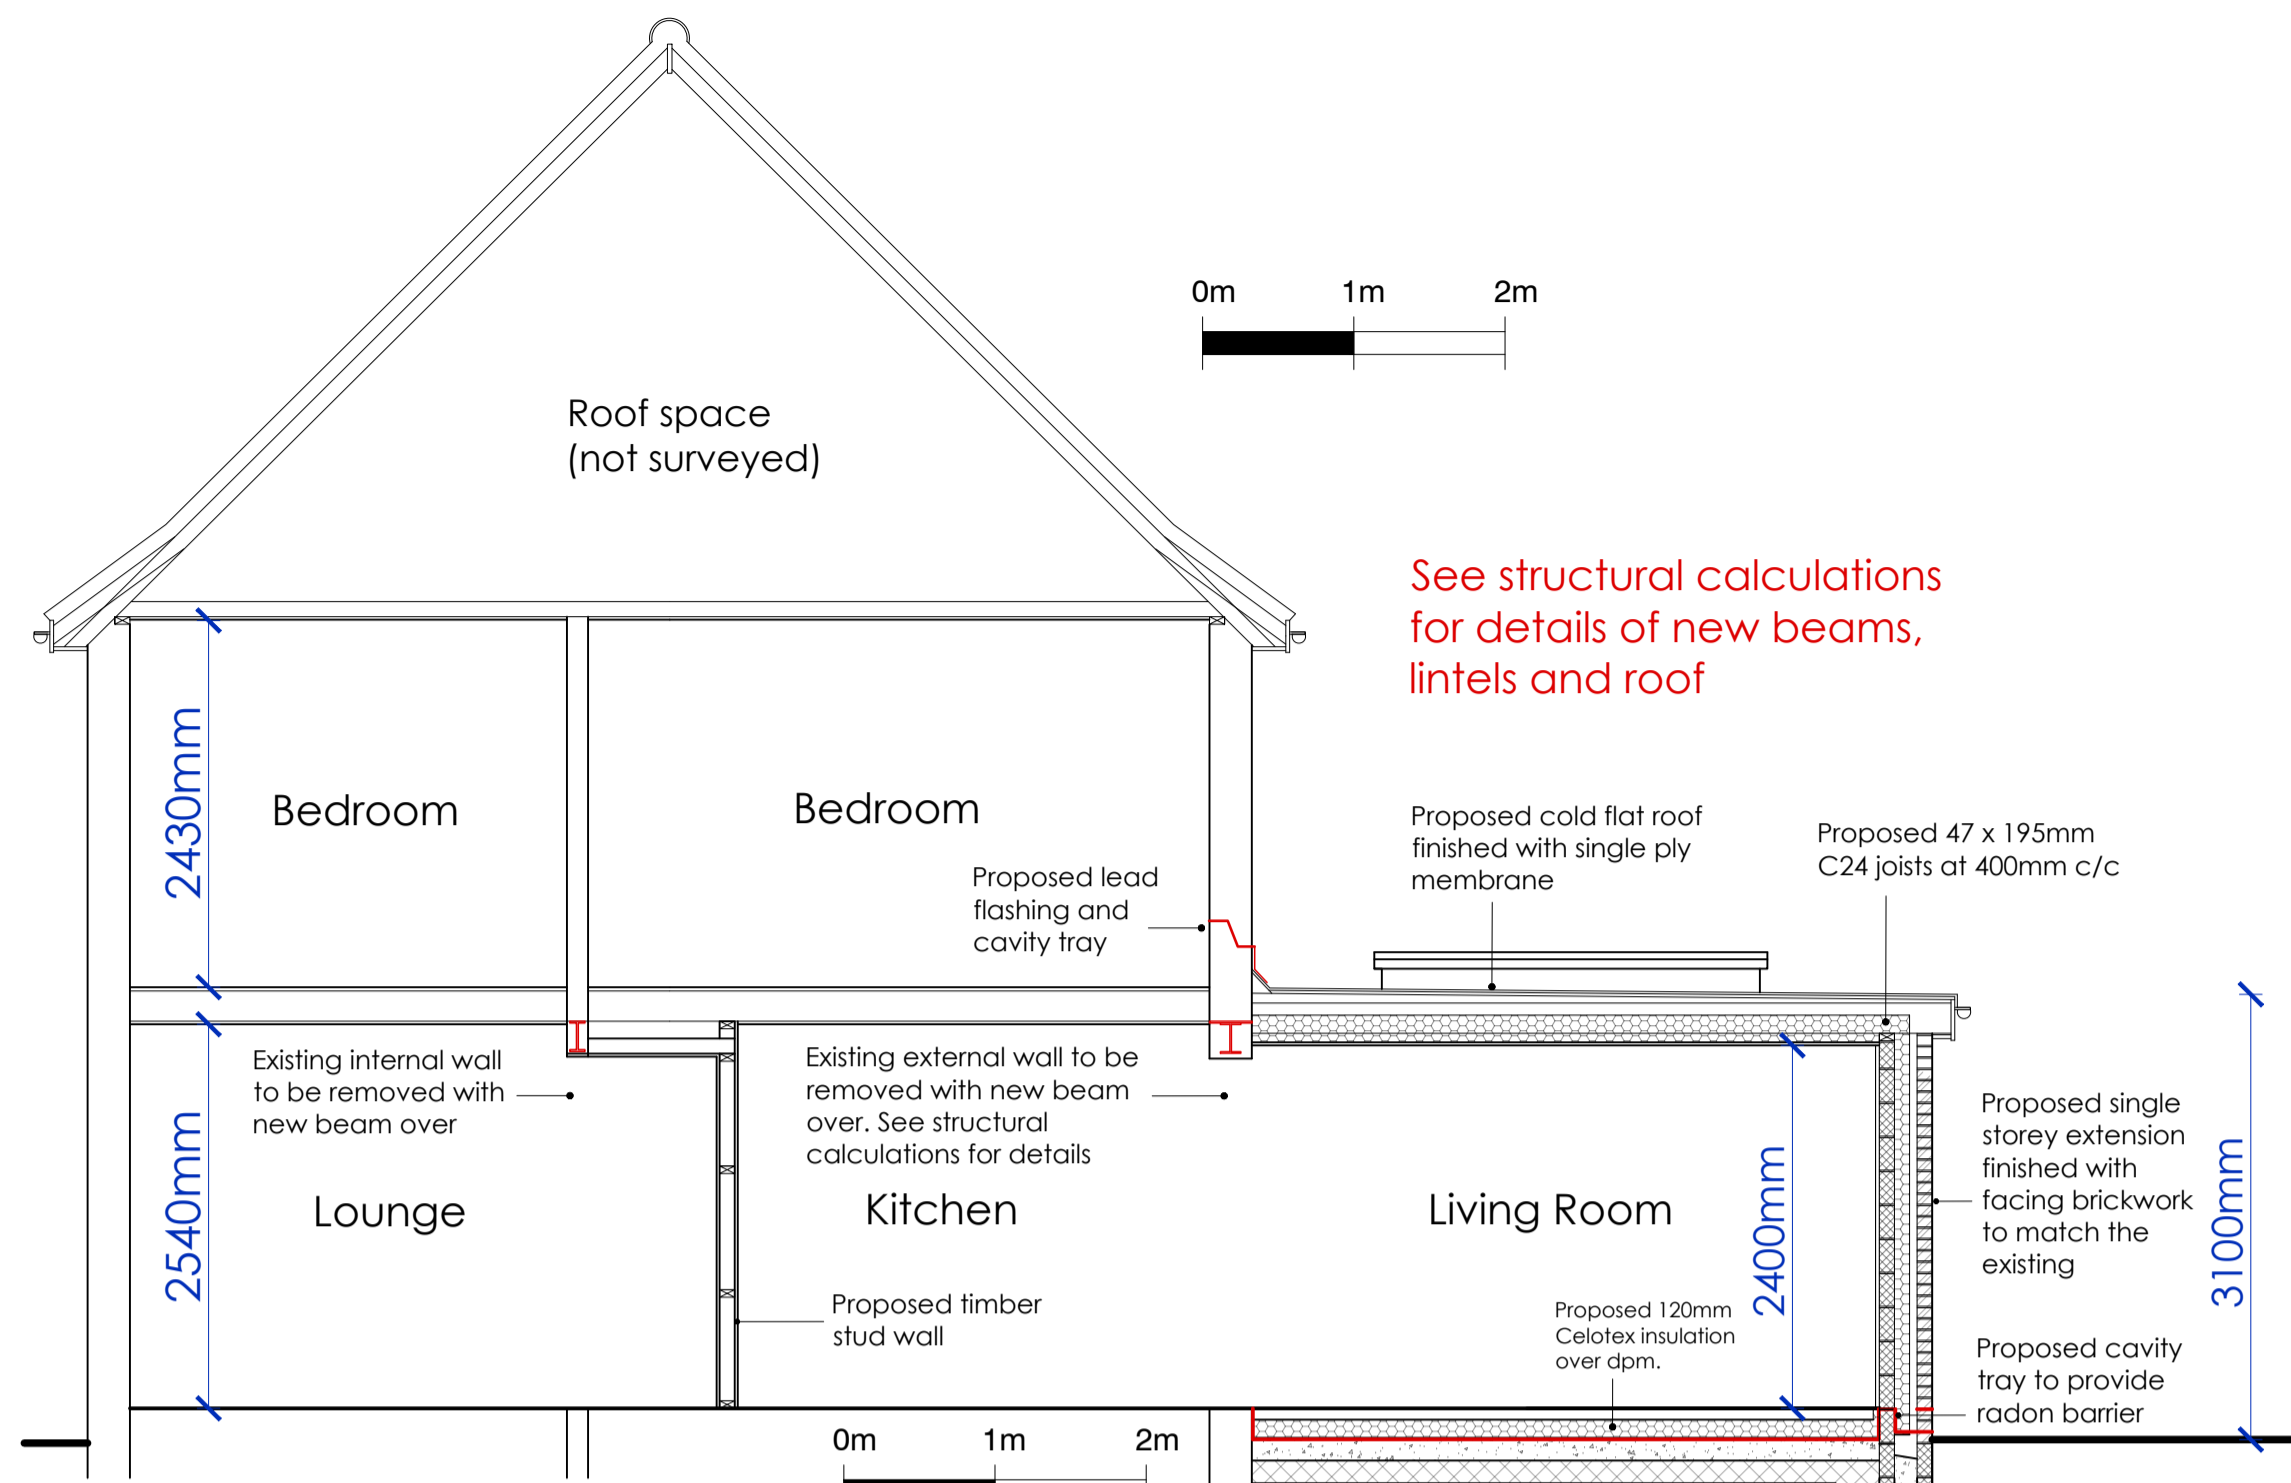 0m 1m 2m
Roof space
(not surveyed)
See structural calculations
for details of new beams,
lintels and roof
2430mm
Bedroom
Bedroom
Proposed lead
flashing and
cavity tray
Proposed cold flat roof
finished with single ply
membrane
Proposed 47 x 195mm
C24 joists at 400mm c/c
2540mm
Existing internal wall
to be removed with
new beam over
Existing external wall to be
removed with new beam
over. See structural
calculations for details
Lounge
Kitchen
Living Room
2400mm
Proposed single
storey extension
finished with
facing brickwork
to match the
existing
3100mm
Proposed timber
stud wall
Proposed 120mm
Celotex insulation
over dpm.
Proposed cavity
tray to provide
radon barrier
0m 1m 2m